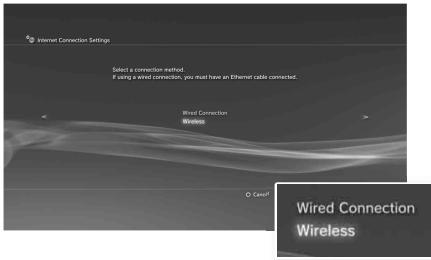 Internet Connection Settings
Select a connection method.
If using a wired connection, you must have an Ethernet cable connected.
Wired Connection
Wireless
Wired Connection
Wireless